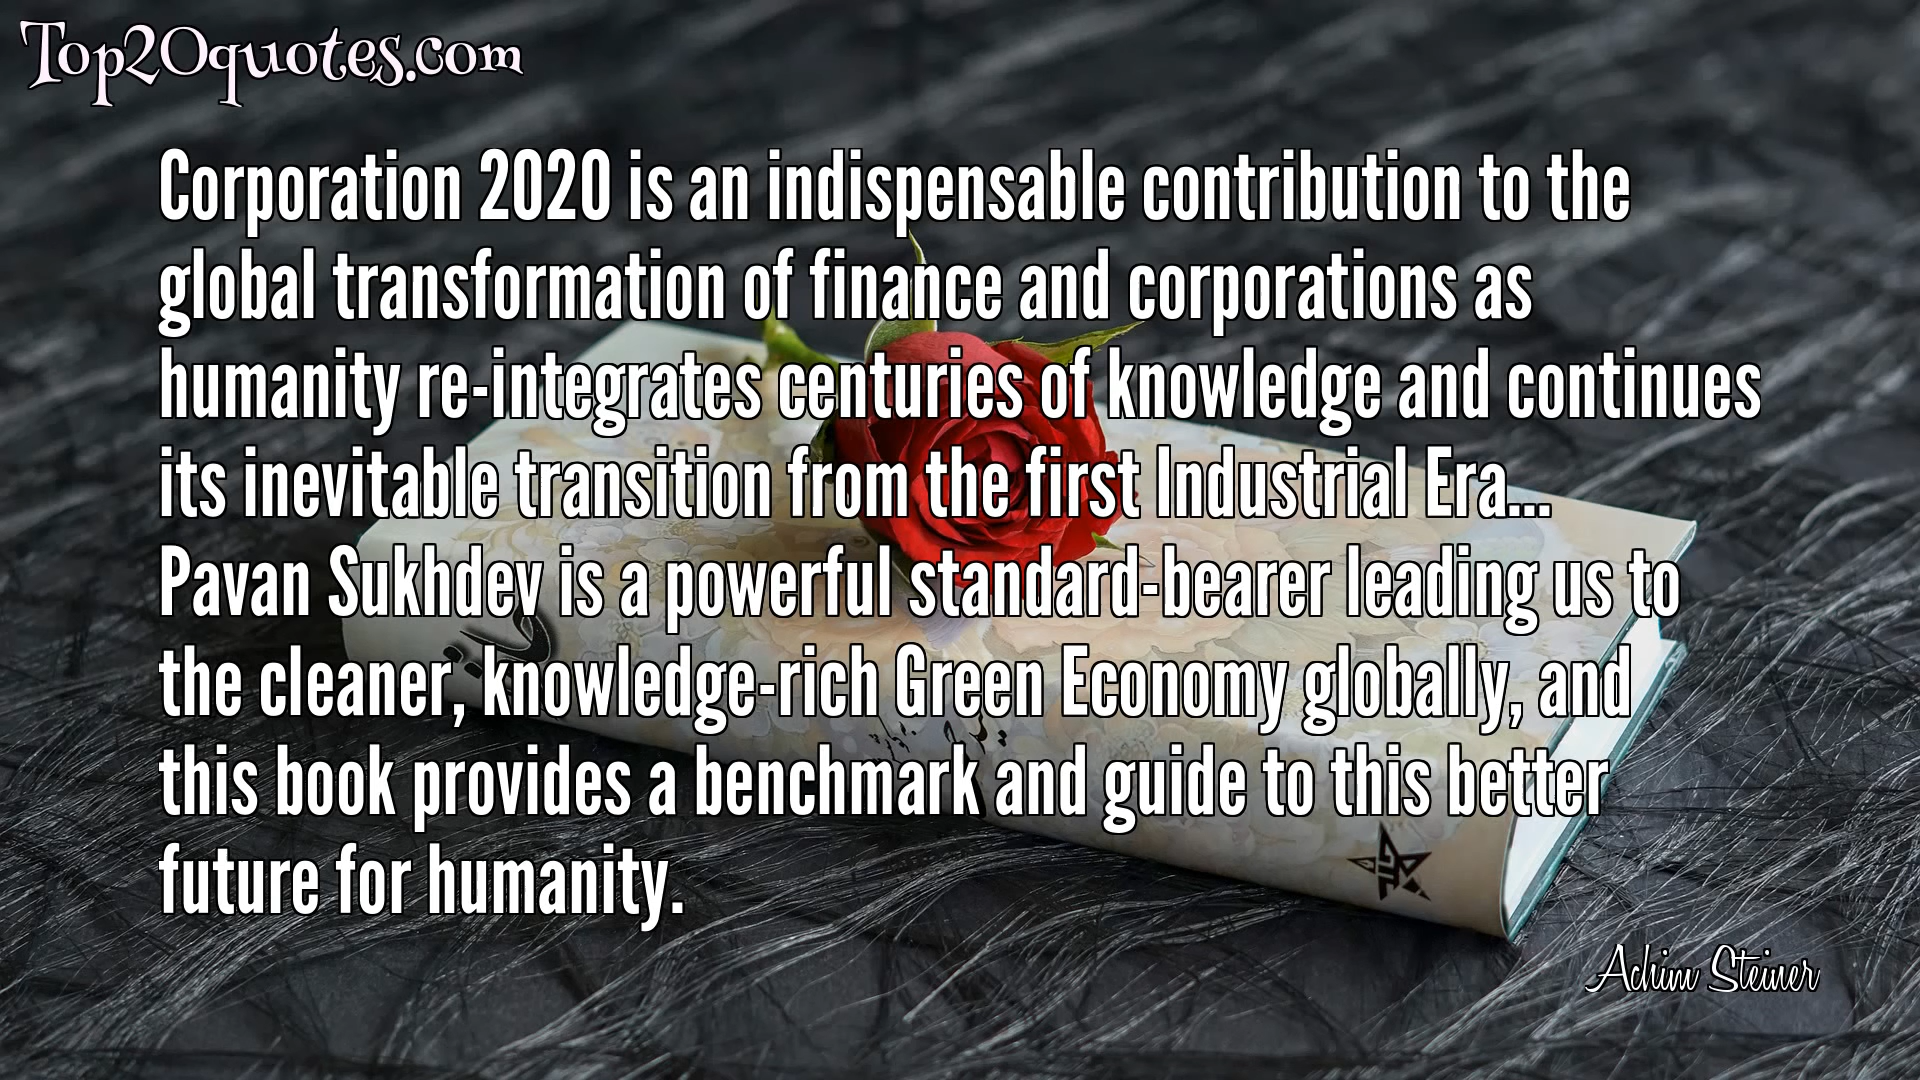 Top20quotes.com
Corporation 2020 is an indispensable contribution to the
global transformation of finance and corporations as
humanity re-integrates centuries of knowledge and continues
its inevitable transition from the first Industrial Era...
Pavan Sukhdev is a powerful standard-bearer leading us to
the cleaner, knowledge-rich Green Economy globally, and
this book provides a benchmark and guide to this better
future for humanity.
Achim Steiner